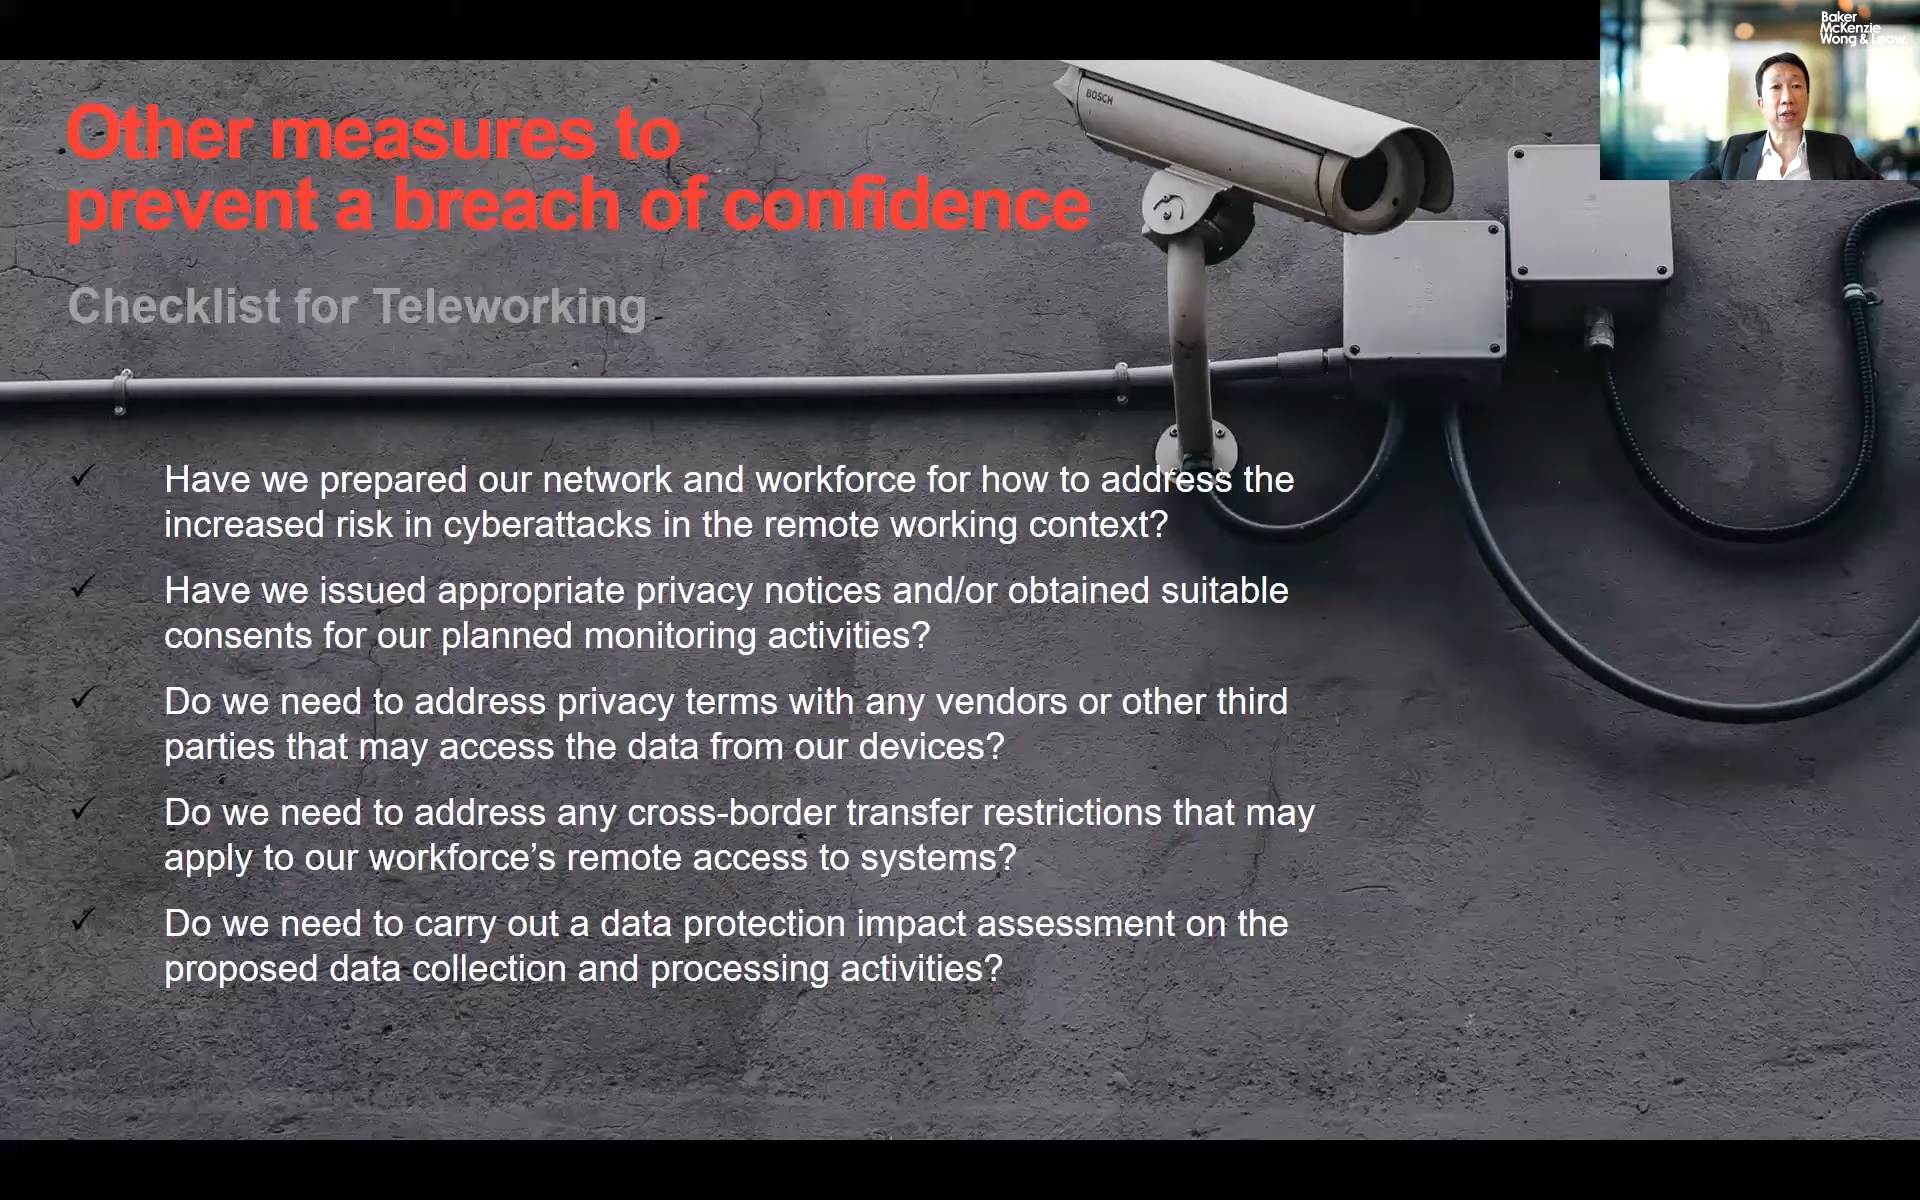 Baker
McKenzie
Wong & Leow
Other measures to
prevent a breach of confidence
BOSCH
Checklist for Teleworking
✓ Have we prepared our network and workforce for how to address the
increased risk in cyberattacks in the remote working context?
✓ Have we issued appropriate privacy notices and/or obtained suitable
consents for our planned monitoring activities?
✓ Do we need to address privacy terms with any vendors or other third
parties that may access the data from our devices?
✓ Do we need to address any cross-border transfer restrictions that may
apply to our workforce’s remote access to systems?
✓ Do we need to carry out a data protection impact assessment on the
proposed data collection and processing activities?